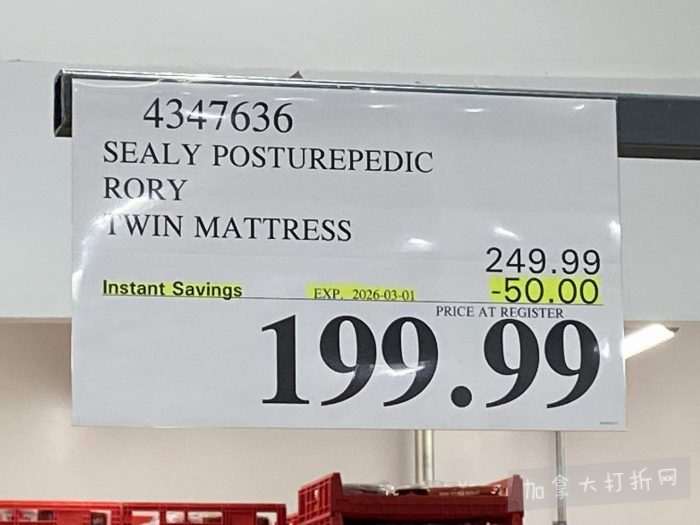 4347636
SEALY POSTUREPEDIC
RORY
TWIN MATTRESS
249.99
Instant Savings EXP. 2026-03-01 -50.00
PRICE AT REGISTER
199.99
加拿大打折网